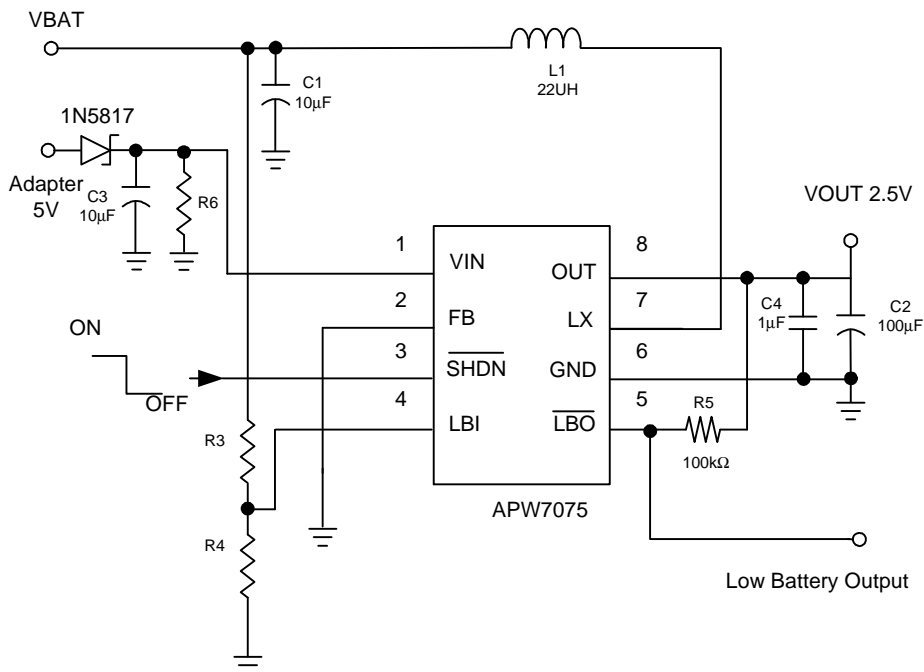 VBAT
L1
22UH
C1
10μF
1N5817
Adapter
5V
C3
10μF
R6
VOUT 2.5V
1
VIN
8
OUT
2
FB
7
LX
C4
1μF
C2
100μF
ON
OFF
3
SHDN
6
GND
4
LBI
5
LBO
R5
100kΩ
R3
R4
APW7075
Low Battery Output